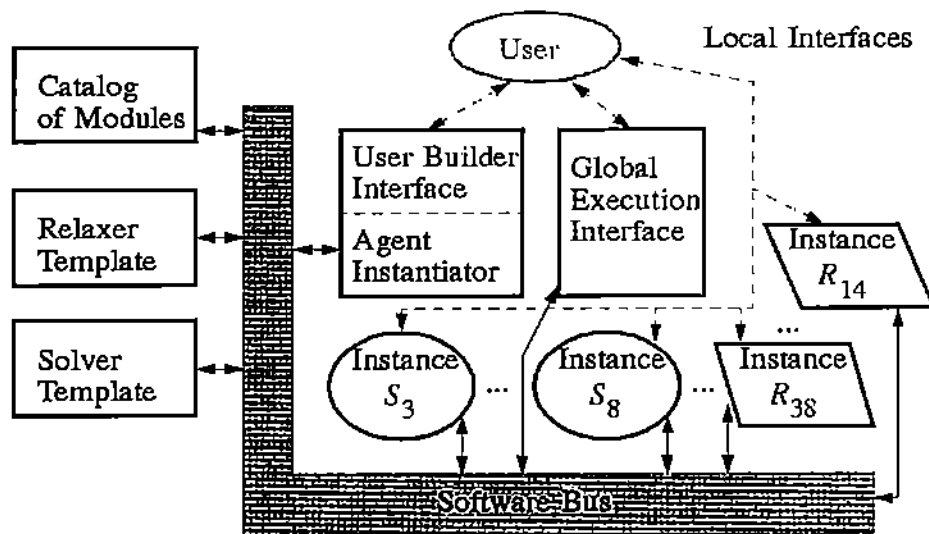 User
Local Interfaces
Catalog
of Modules
User Builder
Interface
Global
Execution
Interface
Relaxer
Template
Agent
Instantiator
Instance
R14
...
Solver
Template
Instance
S3
...
Instance
S8
...
Instance
R38
Software Bus